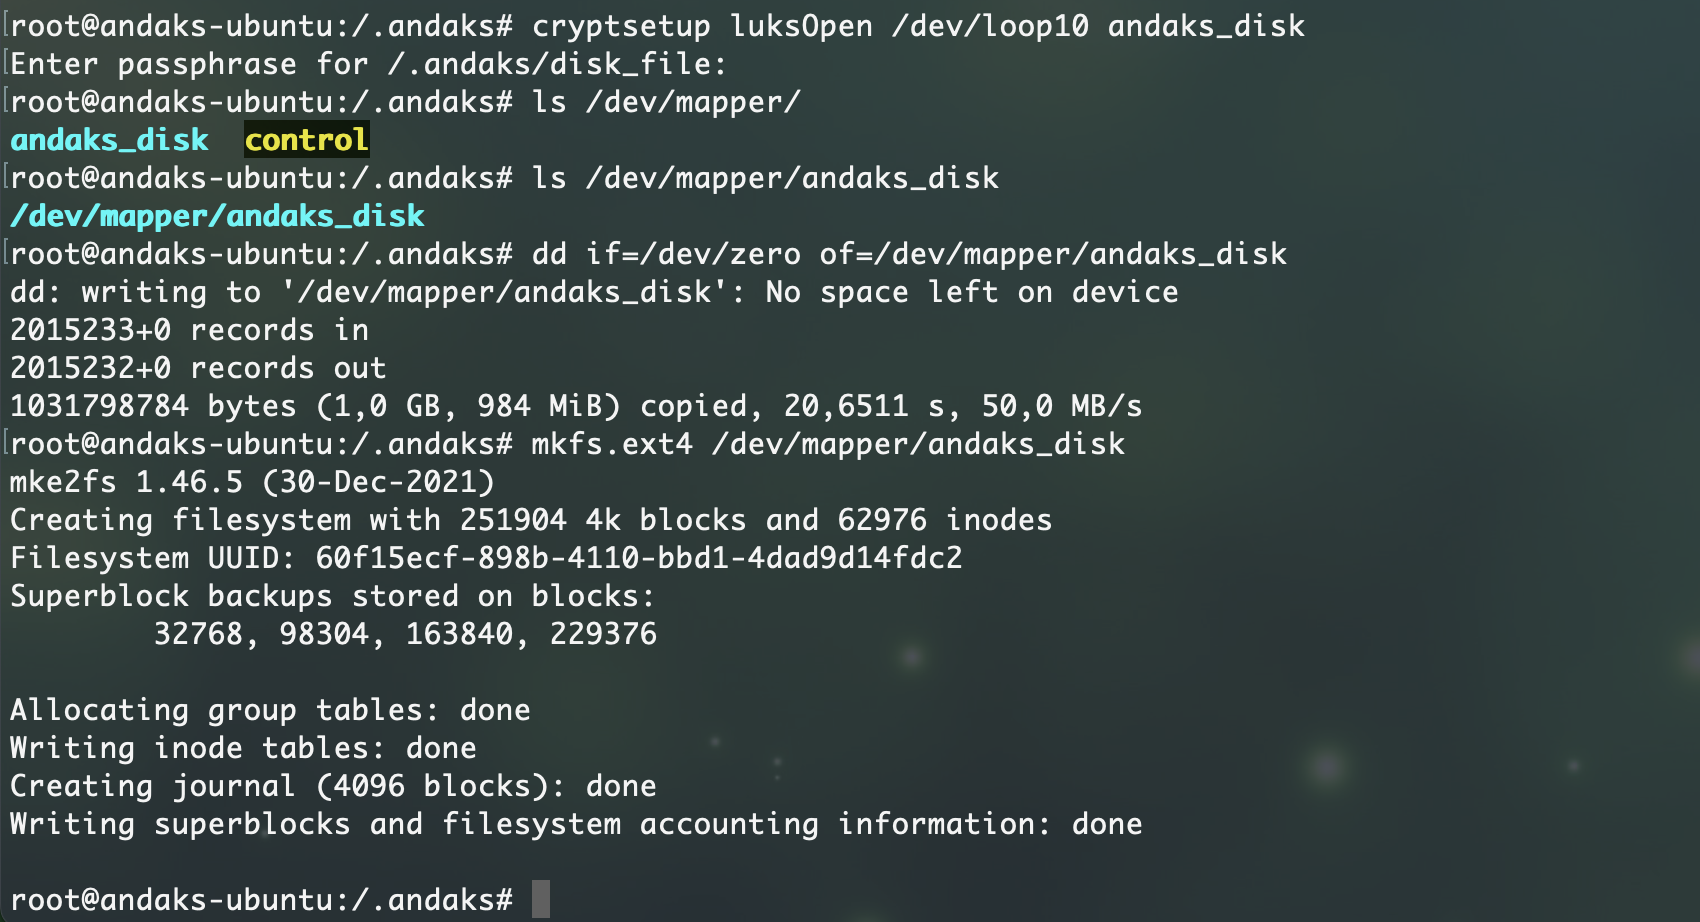 root@andaks-ubuntu:/.andaks# cryptsetup luksOpen /dev/loop10 andaks_disk
Enter passphrase for /.andaks/disk_file:
root@andaks-ubuntu:/.andaks# ls /dev/mapper/
andaks_disk  control
root@andaks-ubuntu:/.andaks# ls /dev/mapper/andaks_disk
/dev/mapper/andaks_disk
root@andaks-ubuntu:/.andaks# dd if=/dev/zero of=/dev/mapper/andaks_disk
dd: writing to '/dev/mapper/andaks_disk': No space left on device
2015233+0 records in
2015232+0 records out
1031798784 bytes (1,0 GB, 984 MiB) copied, 20,6511 s, 50,0 MB/s
root@andaks-ubuntu:/.andaks# mkfs.ext4 /dev/mapper/andaks_disk
mke2fs 1.46.5 (30-Dec-2021)
Creating filesystem with 251904 4k blocks and 62976 inodes
Filesystem UUID: 60f15ecf-898b-4110-bbd1-4dad9d14fdc2
Superblock backups stored on blocks:
        32768, 98304, 163840, 229376

Allocating group tables: done
Writing inode tables: done
Creating journal (4096 blocks): done
Writing superblocks and filesystem accounting information: done

root@andaks-ubuntu:/.andaks#